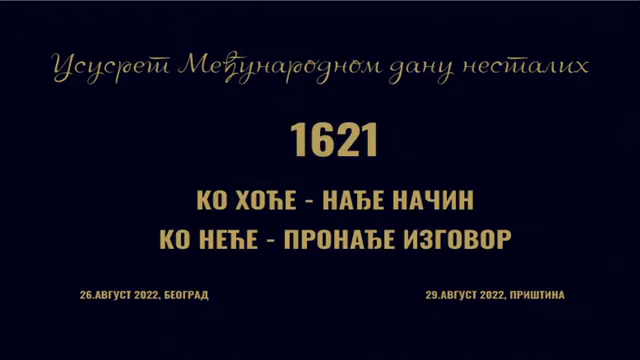 Усусрет Међународном дану несталих
1621
КО ХОЋЕ - НАЂЕ НАЧИН
КО НЕЋЕ - ПРОНАЂЕ ИЗГОВОР
26.АВГУСТ 2022, БЕОГРАД
29.АВГУСТ 2022, ПРИШТИНА